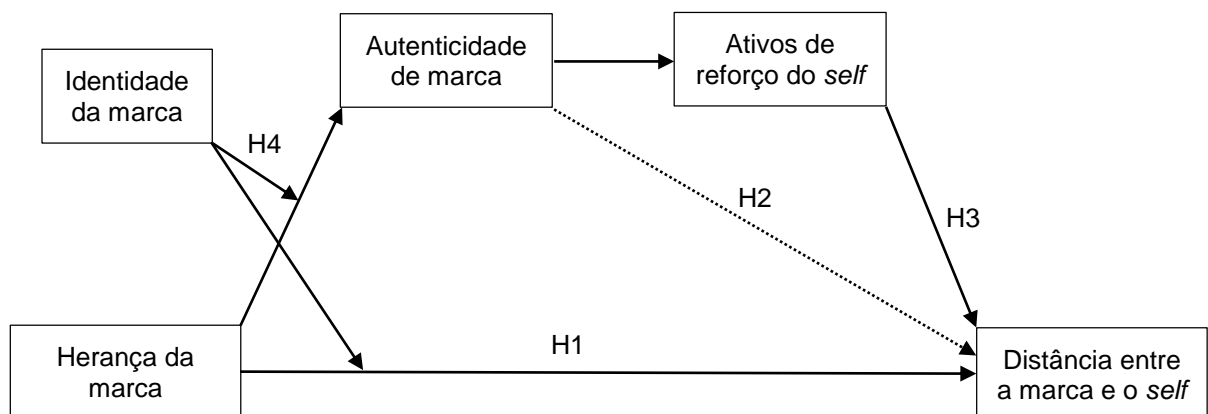 Identidade
da marca
Autenticidade
de marca
Ativos de
reforço do self
H4
H2
H3
Herança da
marca
H1
Distância entre
a marca e o self